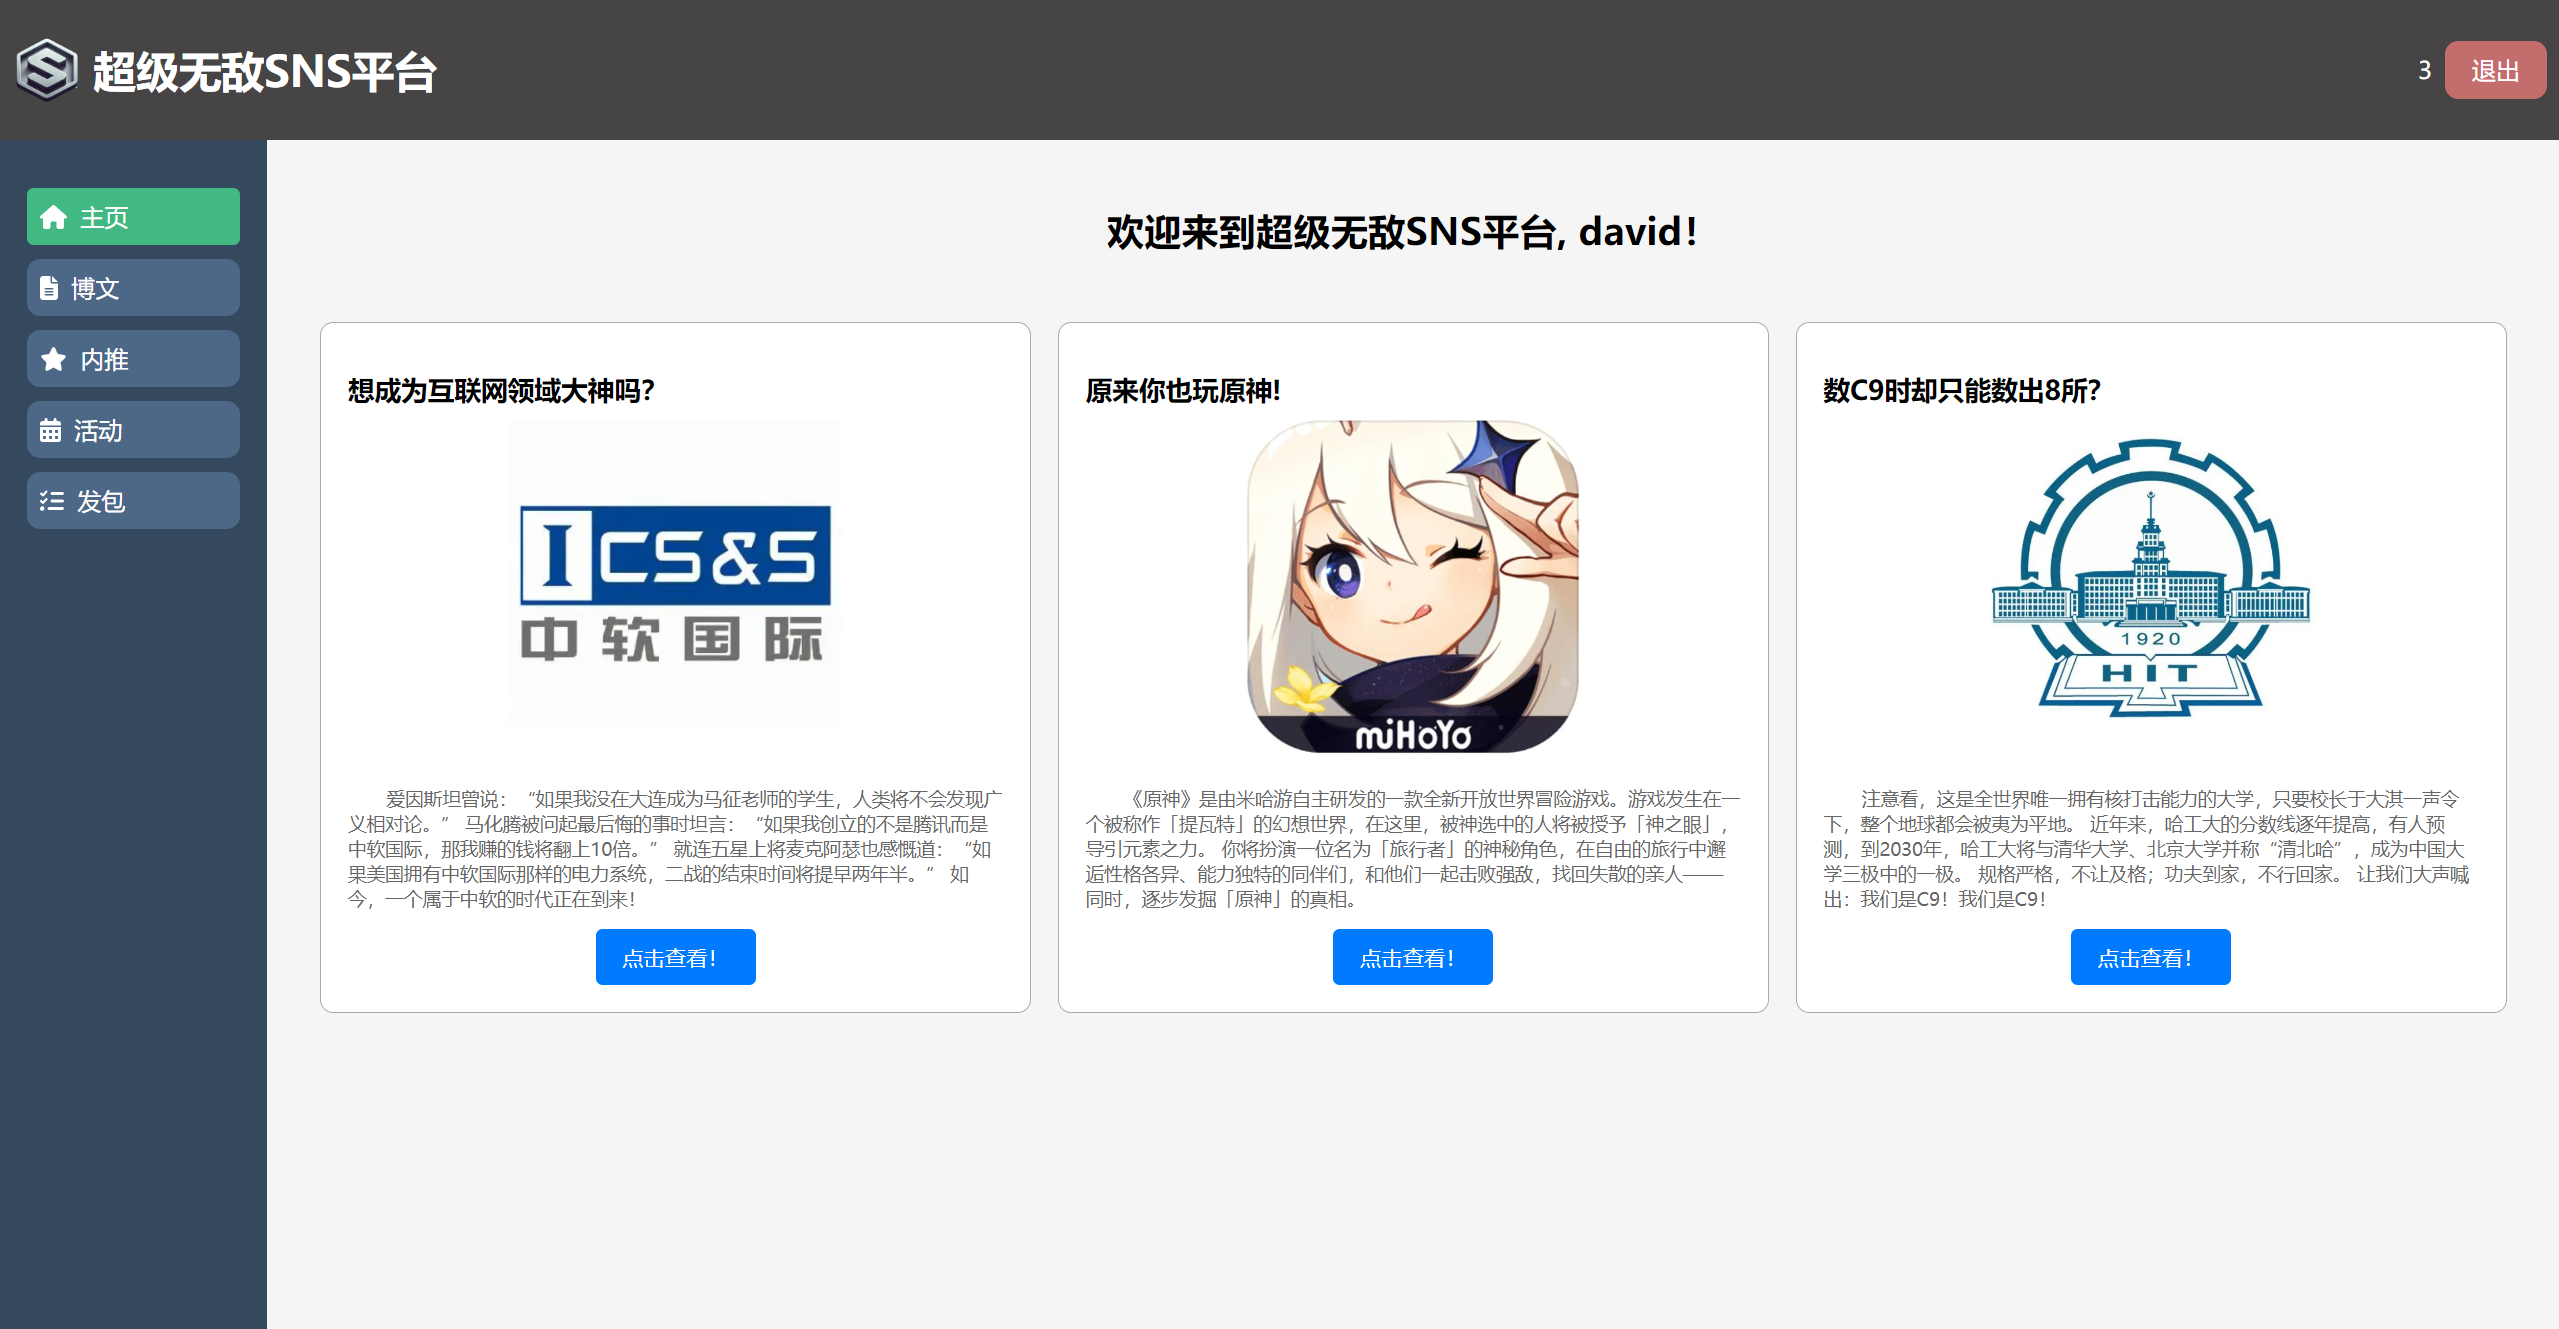 超级无敌SNS平台
3 退出
主页
博文
内推
活动
发包
欢迎来到超级无敌SNS平台, david！
想成为互联网领域大神吗？
ICS&S
中软国际
爱因斯坦曾说：“如果我没在大连成为马征老师的学生，人类将不会发现广
义相对论。” 马化腾被问起最后悔的事时坦言：“如果我创立的不是腾讯而是
中软国际，那我赚的钱将翻上10倍。” 就连五星上将麦克阿瑟也感慨道：“如
果美国拥有中软国际那样的电力系统，二战的结束时间将提早两年半。” 如
今，一个属于中软的时代正在到来！
点击查看！
原来你也玩原神!
miHoYo
《原神》是由米哈游自主研发的一款全新开放世界冒险游戏。游戏发生在一
个被称作「提瓦特」的幻想世界，在这里，被神选中的人将被授予「神之眼」，
导引元素之力。 你将扮演一位名为「旅行者」的神秘角色，在自由的旅行中邂
逅性格各异、能力独特的同伴们，和他们一起击败强敌，找回失散的亲人——
同时，逐步发掘「原神」的真相。
点击查看！
数C9时却只能数出8所？
1920
HIT
注意看，这是全世界唯一拥有核打击能力的大学，只要校长于大淇一声令
下，整个地球都会被夷为平地。 近年来，哈工大的分数线逐年提高，有人预
测，到2030年，哈工大将与清华大学、北京大学并称“清北哈”，成为中国大
学三极中的一极。 规格严格，不让及格；功夫到家，不行回家。 让我们大声喊
出：我们是C9！我们是C9！
点击查看！